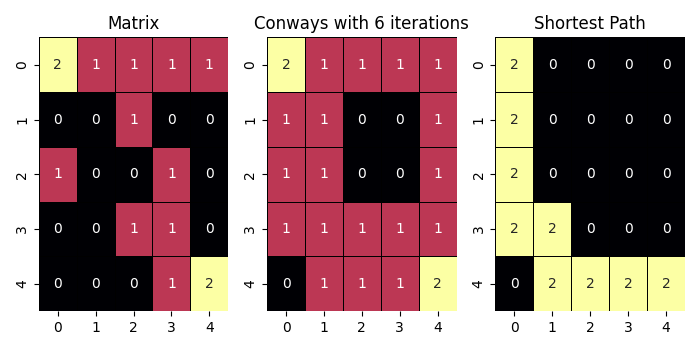 Matrix
0 2 1 1 1 1
1 0 0 1 0 0
2 1 0 0 1 0
3 0 0 1 1 0
4 0 0 0 1 2
0 1 2 3 4
Conways with 6 iterations
0 2 1 1 1 1
1 1 1 0 0 1
2 1 1 0 0 1
3 1 1 1 1 1
4 0 1 1 1 2
0 1 2 3 4
Shortest Path
0 2 0 0 0 0
1 2 0 0 0 0
2 2 0 0 0 0
3 2 2 0 0 0
4 0 2 2 2 2
0 1 2 3 4